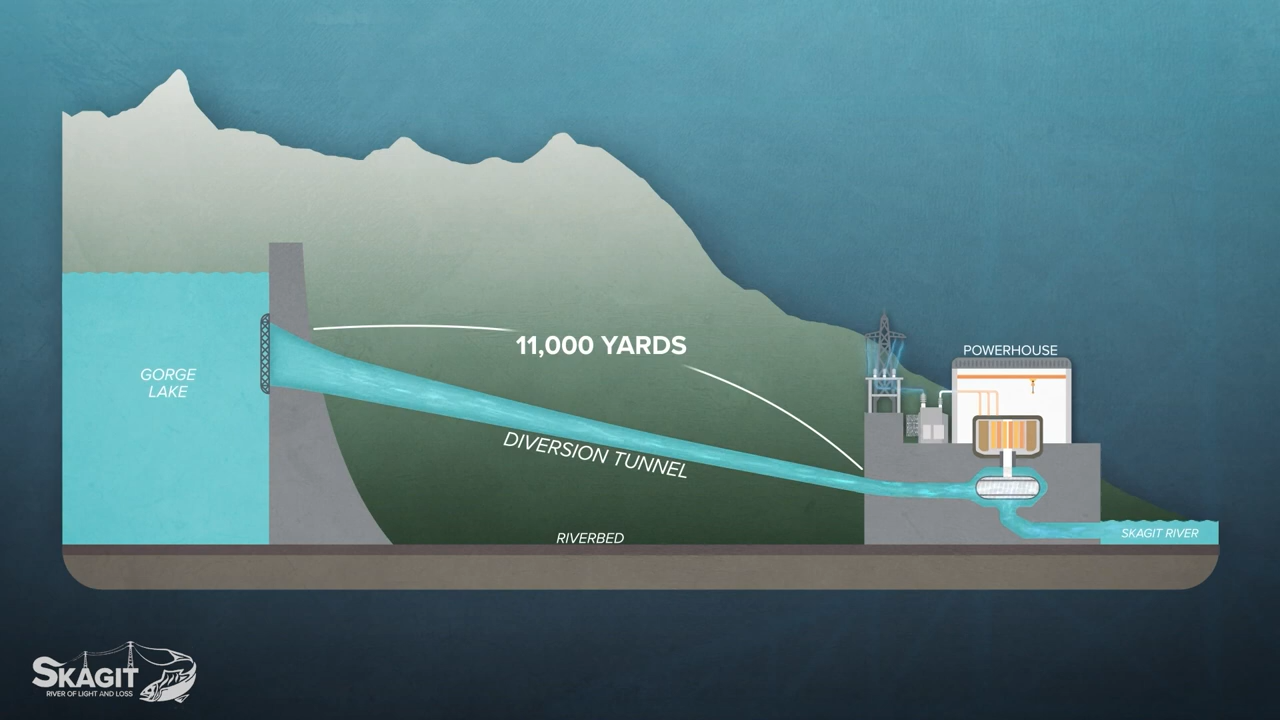 11,000 YARDS
POWERHOUSE
GORGE
LAKE
DIVERSION TUNNEL
RIVERBED
SKAGIT RIVER
SKAGIT
RIVER OF LIGHT AND LOSS